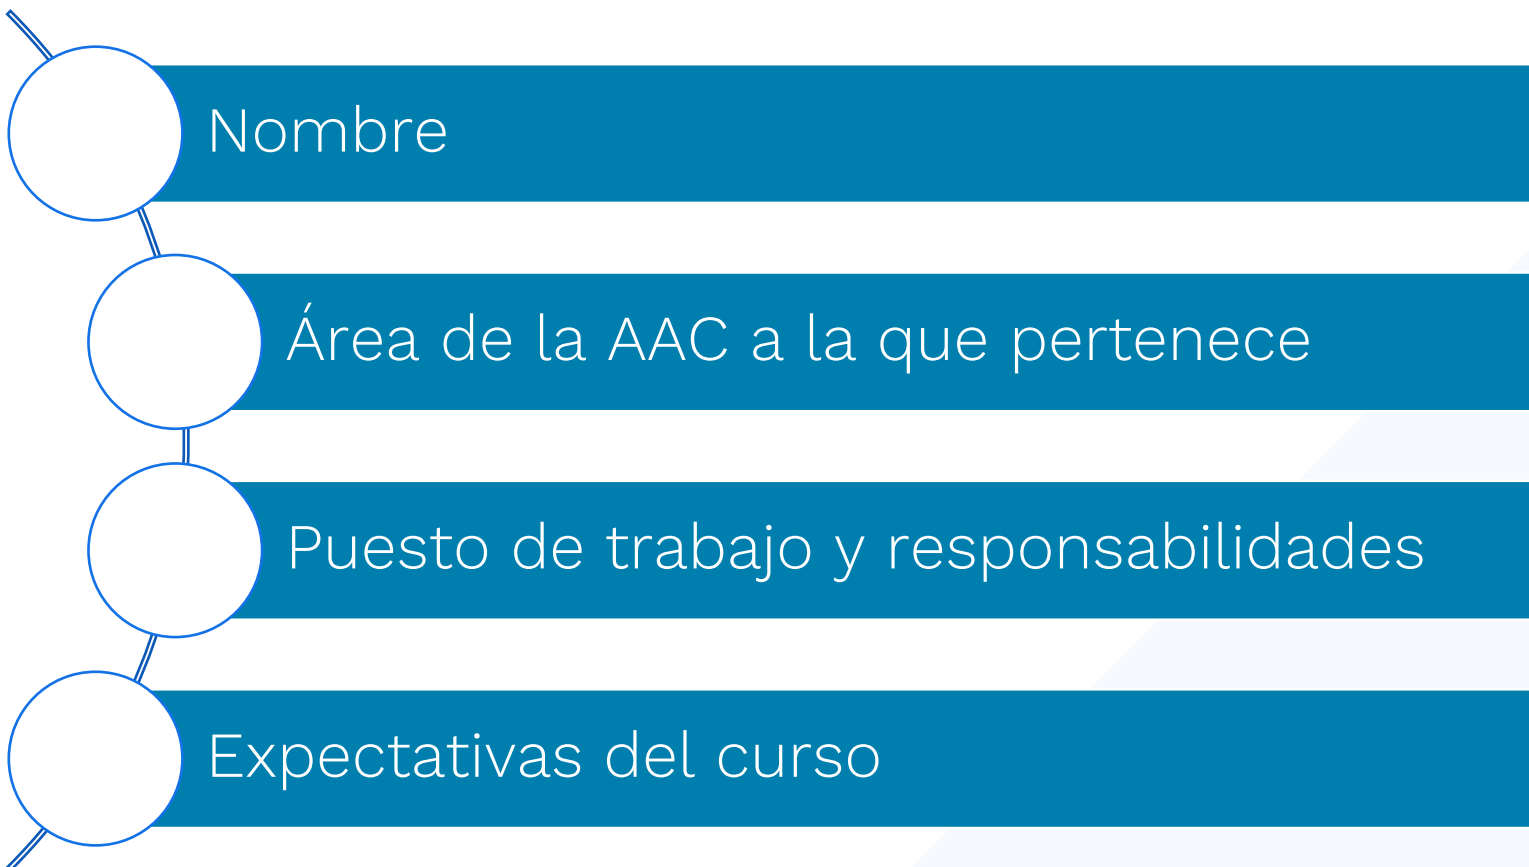 Nombre
Área de la AAC a la que pertenece
Puesto de trabajo y responsabilidades
Expectativas del curso